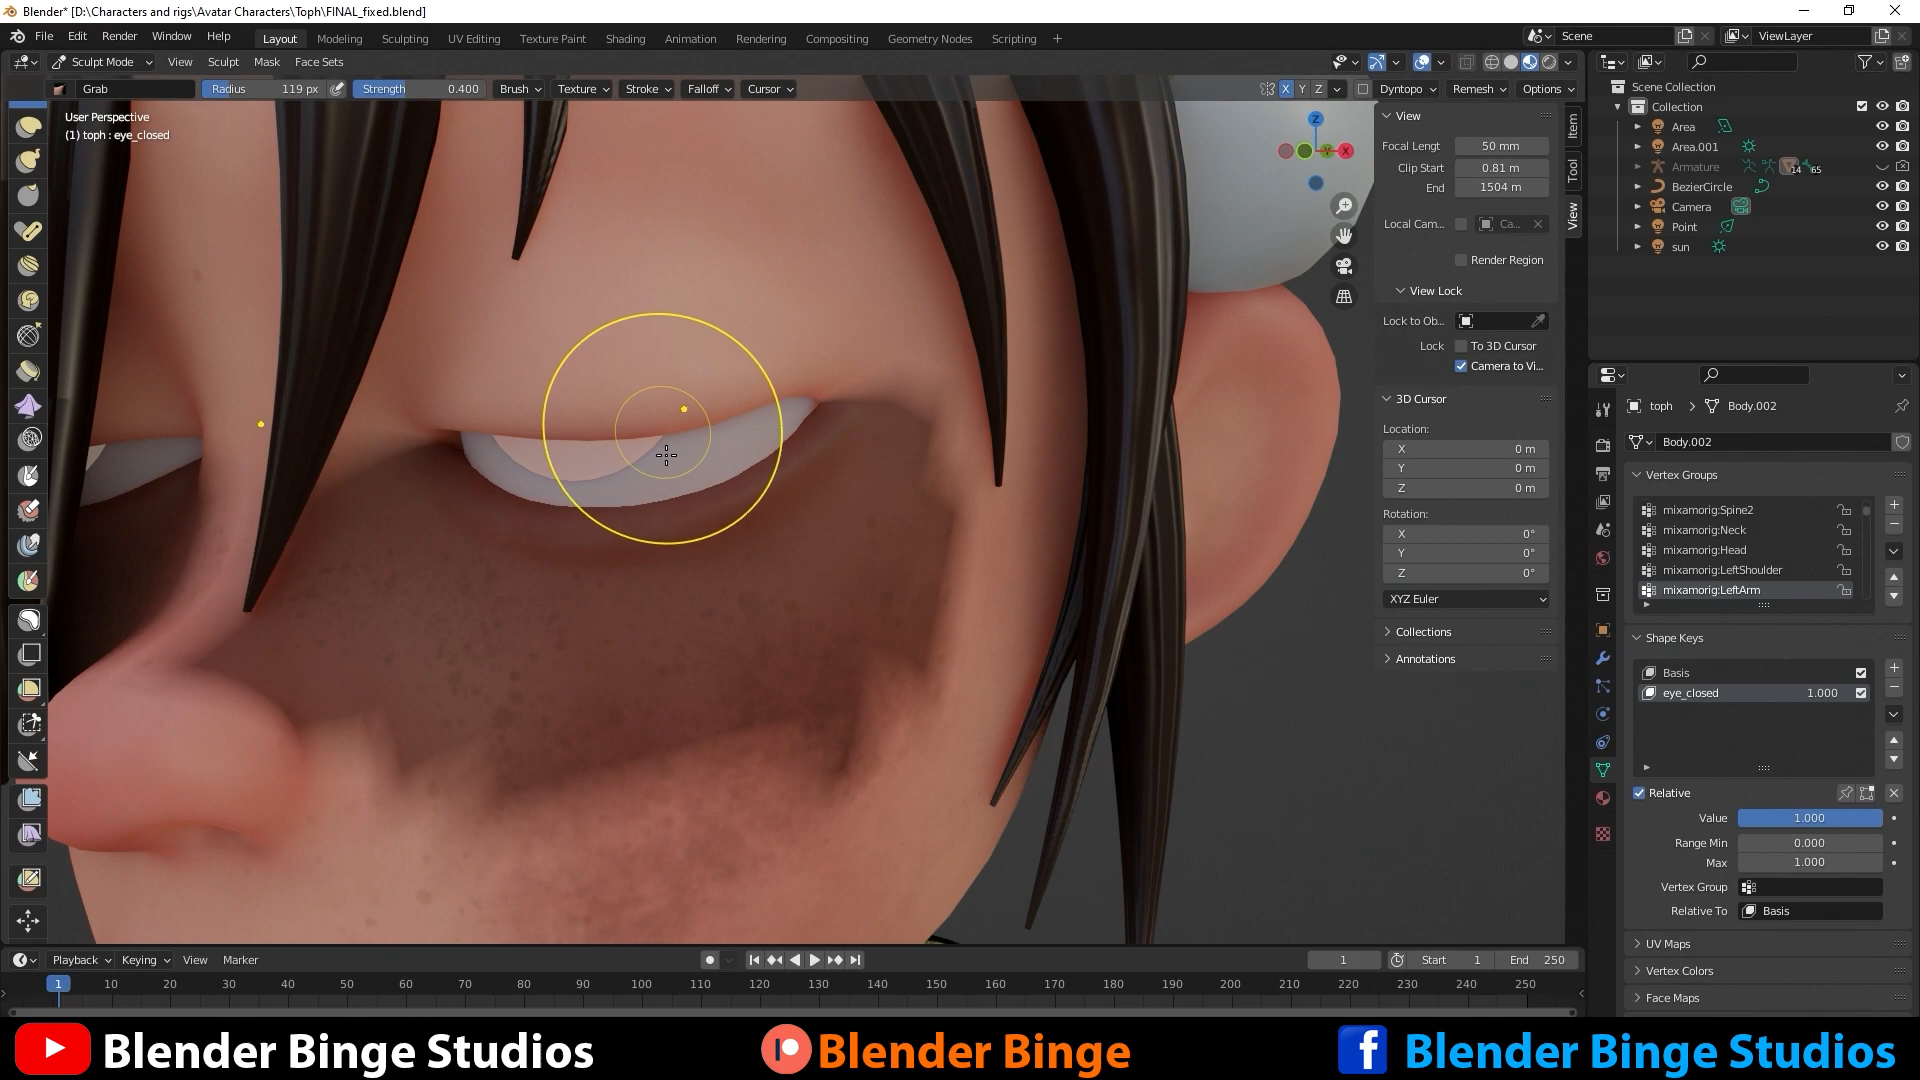 Blender* [D:\Characters and rigs\Avatar Characters\Toph\FINAL_fixed.blend]
File Edit Render Window Help Layout Modeling Sculpting UV Editing Texture Paint Shading Animation Rendering Compositing Geometry Nodes Scripting + Scene ViewLayer
Sculpt Mode View Sculpt Mask Face Sets
Grab Radius 119 px Strength 0.400 Brush Texture Stroke Falloff Cursor X Y Z Dyntopo Remesh Options
User Perspective
(1) toph : eye_closed
Z
Y X
View
Focal Lengt 50 mm
Clip Start 0.81 m
End 1504 m
Local Cam... Ca...
Render Region
View Lock
Lock to Ob...
Lock To 3D Cursor
Camera to Vi...
3D Cursor
Location:
X 0 m
Y 0 m
Z 0 m
Rotation:
X 0°
Y 0°
Z 0°
XYZ Euler
Collections
Annotations
Item
Tool
View
Scene Collection
Collection
Area
Area.001
Armature 14 65
BezierCircle
Camera
Point
sun
toph Body.002
Body.002
Vertex Groups
mixamorig:Spine2
mixamorig:Neck
mixamorig:Head
mixamorig:LeftShoulder
mixamorig:LeftArm
Shape Keys
Basis
eye_closed 1.000
Relative
Value 1.000
Range Min 0.000
Max 1.000
Vertex Group
Relative To Basis
UV Maps
Vertex Colors
Face Maps
Playback Keying View Marker 1 Start 1 End 250
1 10 20 30 40 50 60 70 80 90 100 110 120 130 140 150 160 170 180 190 200 210 220 230 240 250
Blender Binge Studios Blender Binge Blender Binge Studios